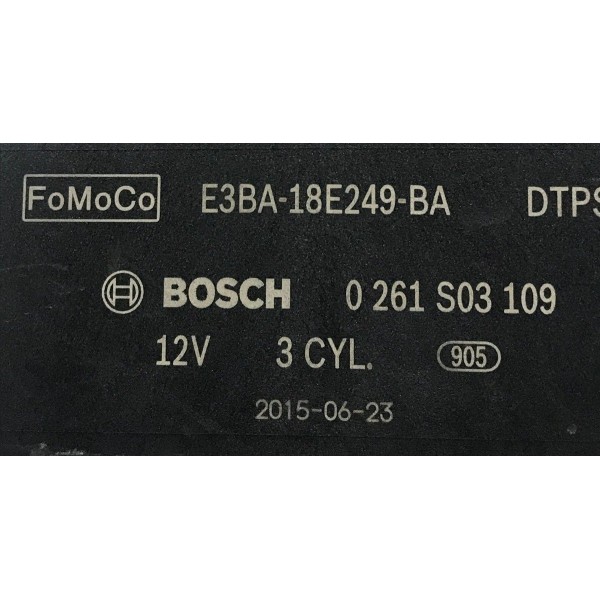 FoMoCo E3BA-18E249-BA DTPS
BOSCH 0 261 S03 109
12V 3 CYL. 905
2015-06-23